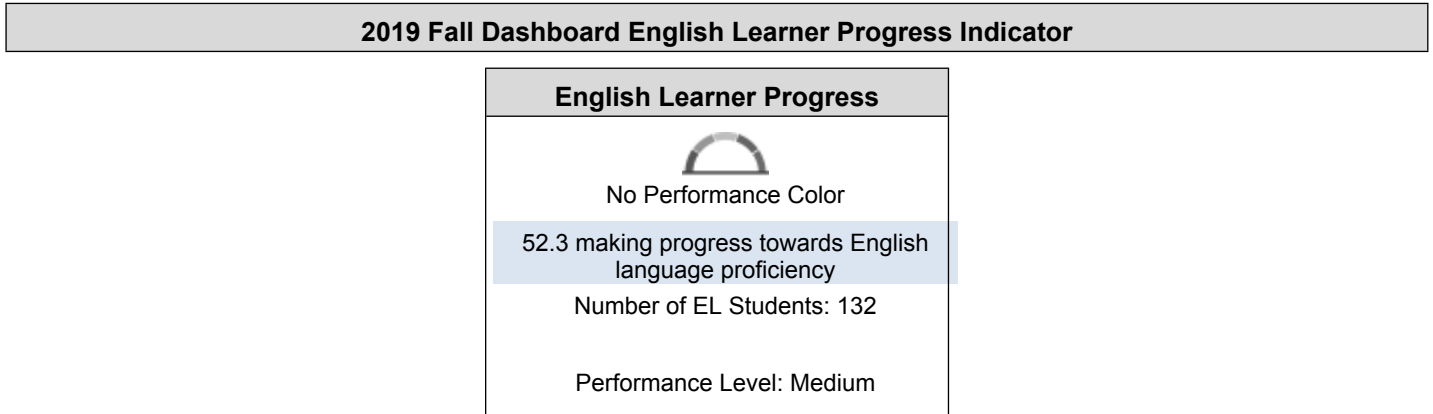 2019 Fall Dashboard English Learner Progress Indicator
English Learner Progress
No Performance Color
52.3 making progress towards English
language proficiency
Number of EL Students: 132
Performance Level: Medium